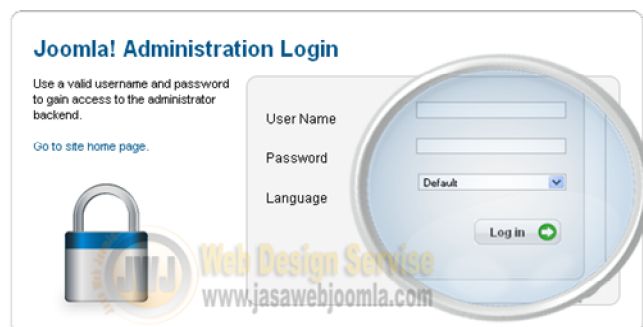 Joomla! Administration Login
Use a valid username and password
to gain access to the administrator
backend.
Go to site home page.
User Name
Password
Language
Default
Log in
JWJ
Web Design Servise
www.jasawebjoomla.com